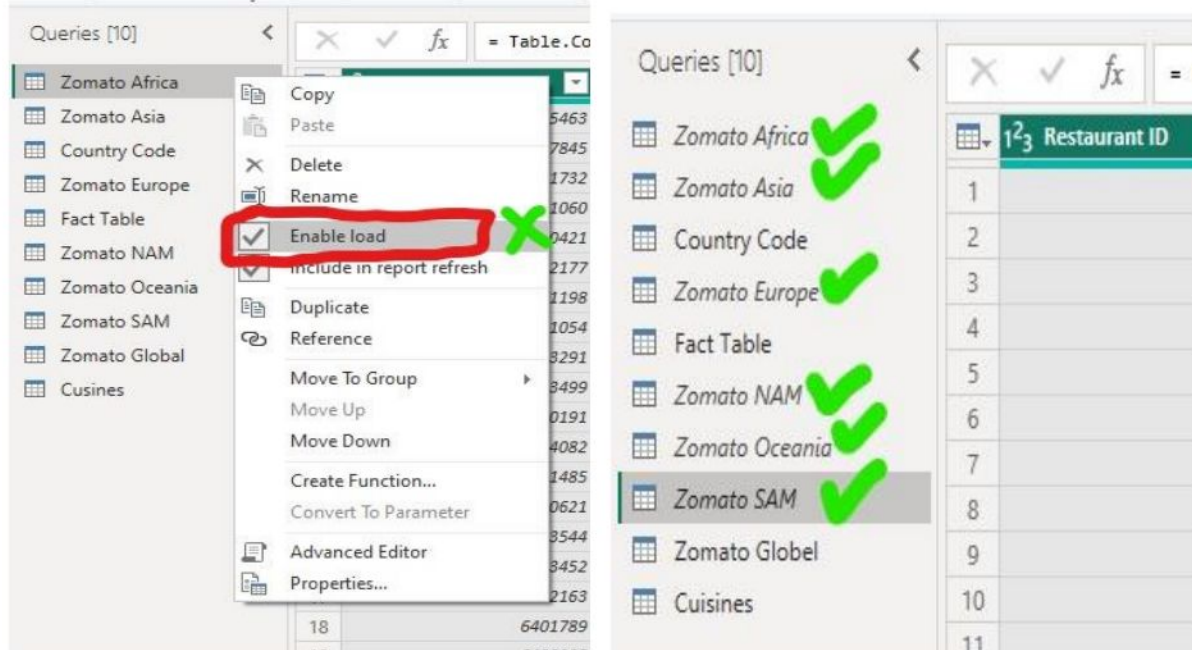 Queries [10]
= Table.Co
Zomato Africa
Zomato Asia
Country Code
Zomato Europe
Fact Table
Zomato NAM
Zomato Oceania
Zomato SAM
Zomato Global
Cusines
Copy
Paste
Delete
Rename
Enable load
Include in report refresh
Duplicate
Reference
Move To Group
Move Up
Move Down
Create Function...
Convert To Parameter
Advanced Editor
Properties...
5463
7845
1732
1060
0421
2177
1198
1054
3291
3499
0191
4082
1485
0621
3544
3452
2163
18 6401789
Queries [10]
fx =
Zomato Africa
Zomato Asia
Country Code
Zomato Europe
Fact Table
Zomato NAM
Zomato Oceania
Zomato SAM
Zomato Globel
Cuisines
123 Restaurant ID
1
2
3
4
5
6
7
8
9
10
11